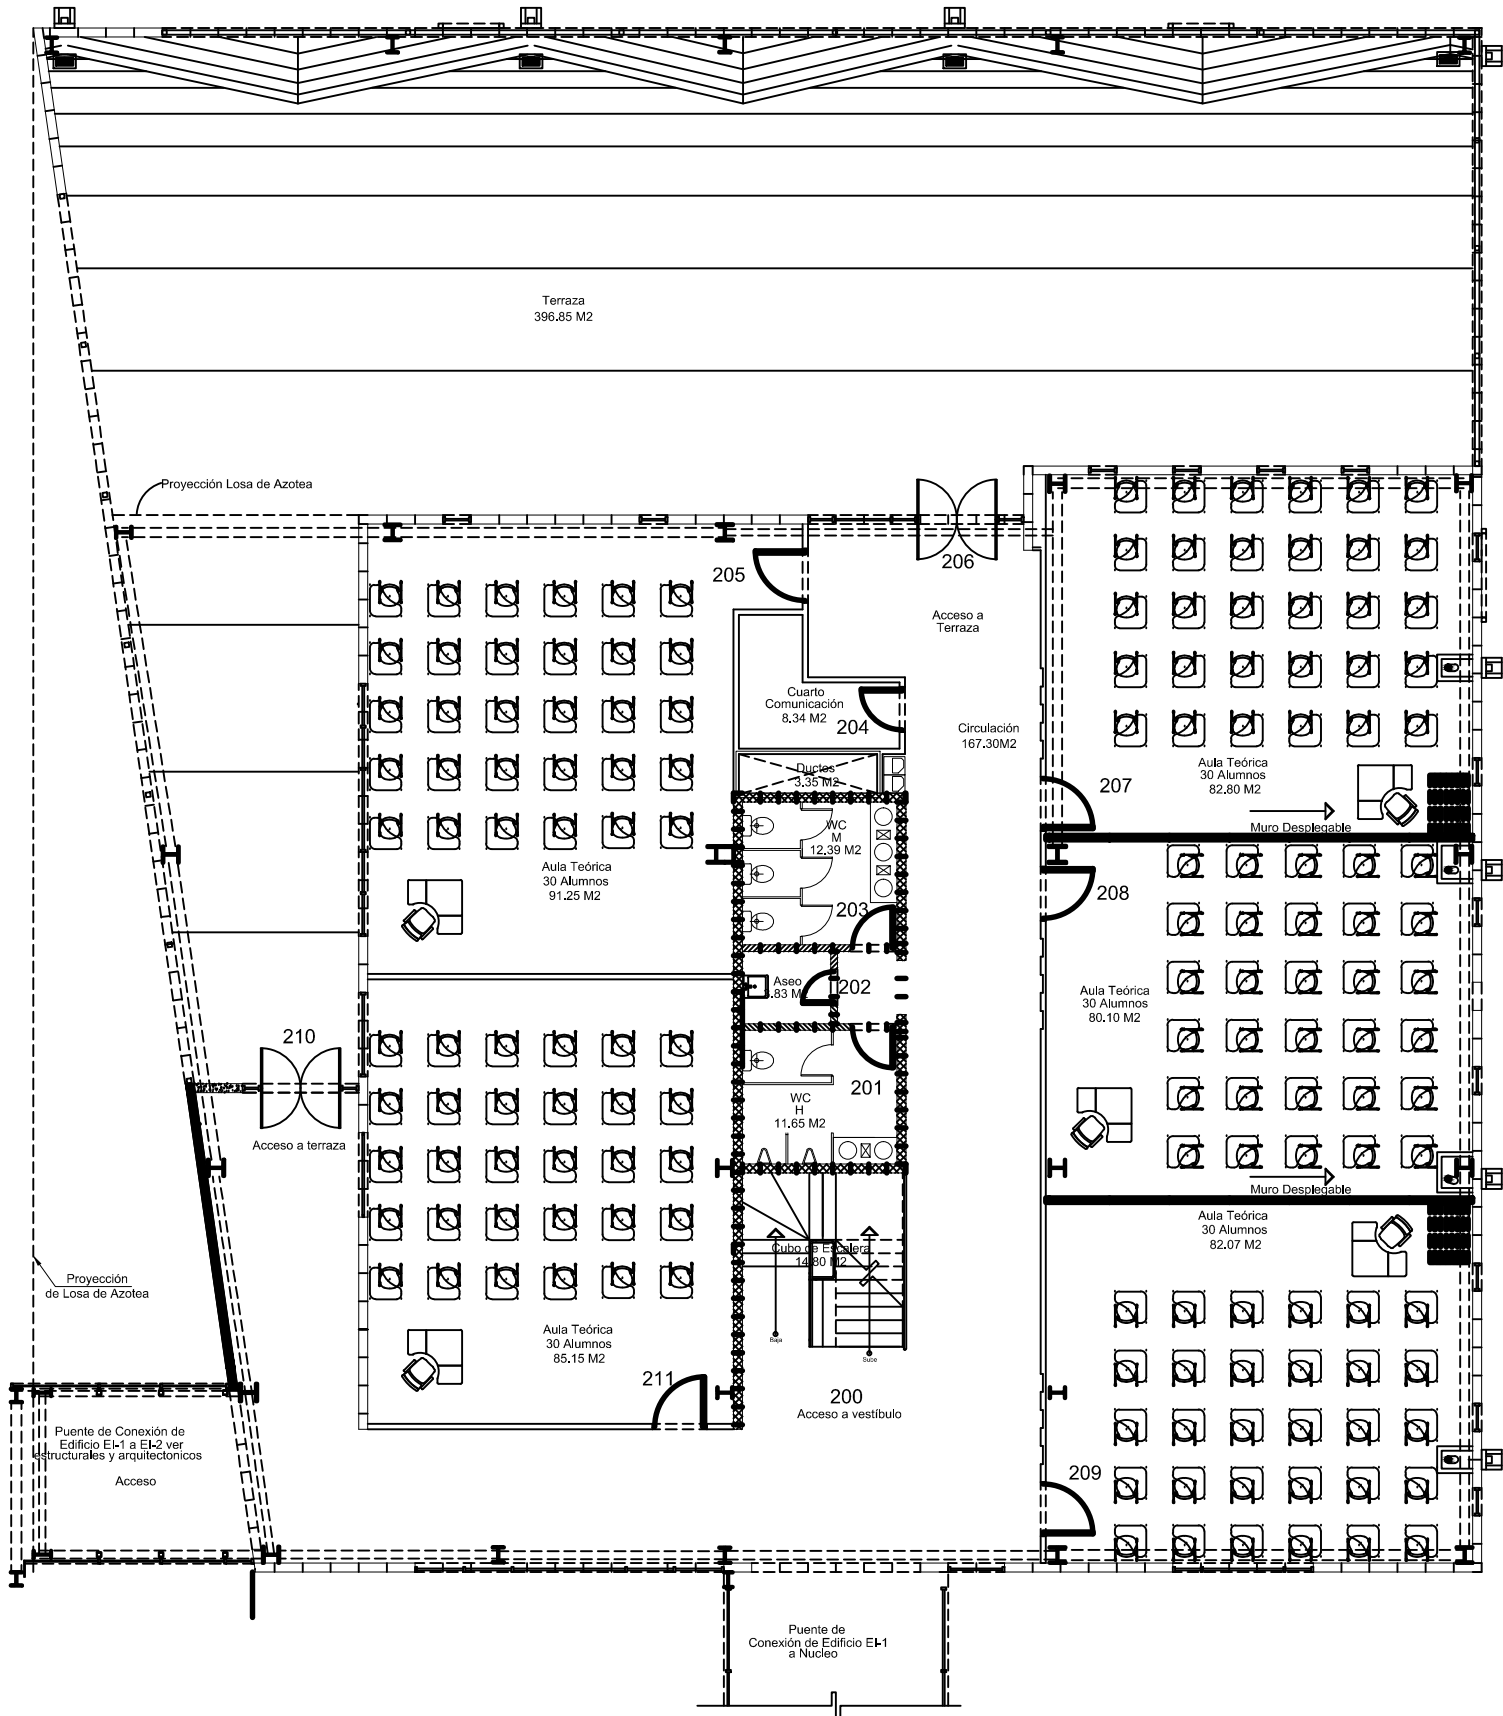 Terraza
396.85 M2
Proyección Losa de Azotea
205
206
Acceso a
Terraza
Cuarto
Comunicación
8.34 M2
204
Circulación
167.30M2
Ductos
3.35 M2
207
Aula Teórica
30 Alumnos
82.80 M2
Muro Desplegable
WC
M
12.39 M2
Aula Teórica
30 Alumnos
91.25 M2
208
203
Aseo
.83 M
202
Aula Teórica
30 Alumnos
80.10 M2
210
201
WC
H
11.65 M2
Acceso a terraza
Muro Desplegable
Aula Teórica
30 Alumnos
82.07 M2
Cubo de Escalera
14.80 M2
Proyección
de Losa de Azotea
Baja
Sube
Aula Teórica
30 Alumnos
85.15 M2
211
200
Acceso a vestíbulo
Puente de Conexión de
Edificio EI-1 a EI-2 ver
estructurales y arquitectonicos
Acceso
209
Puente de
Conexión de Edificio EI-1
a Nucleo